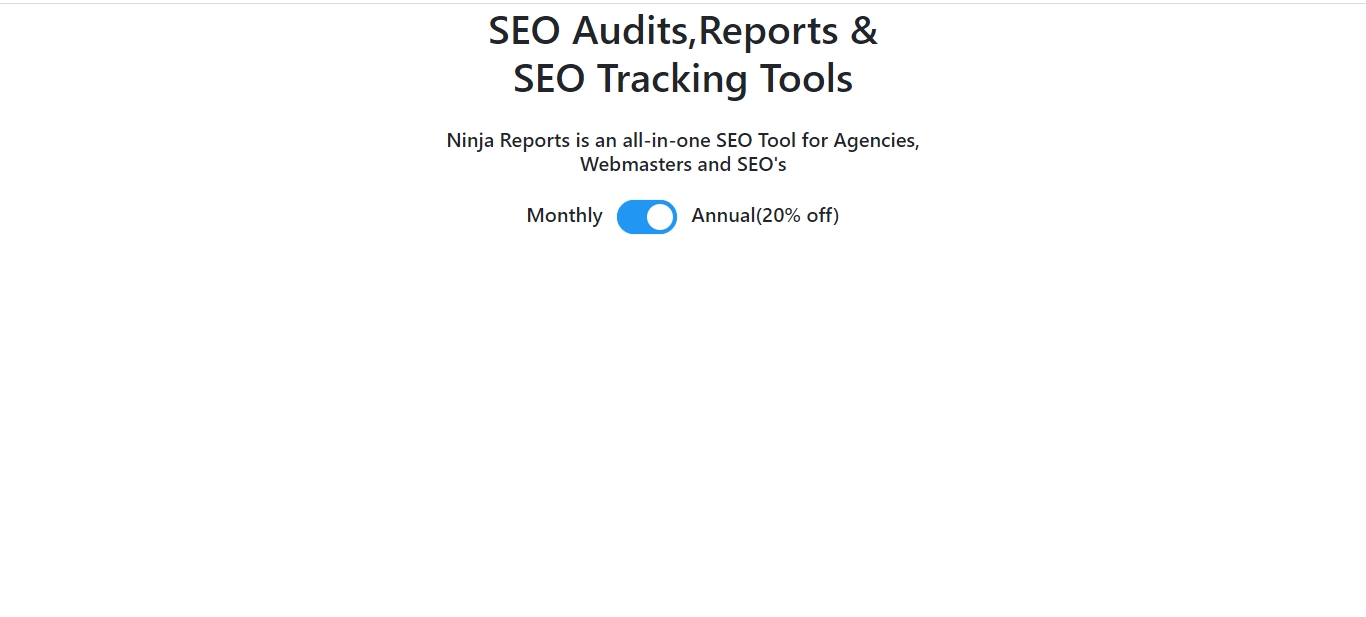 SEO Audits,Reports &
SEO Tracking Tools
Ninja Reports is an all-in-one SEO Tool for Agencies,
Webmasters and SEO's
Monthly Annual(20% off)